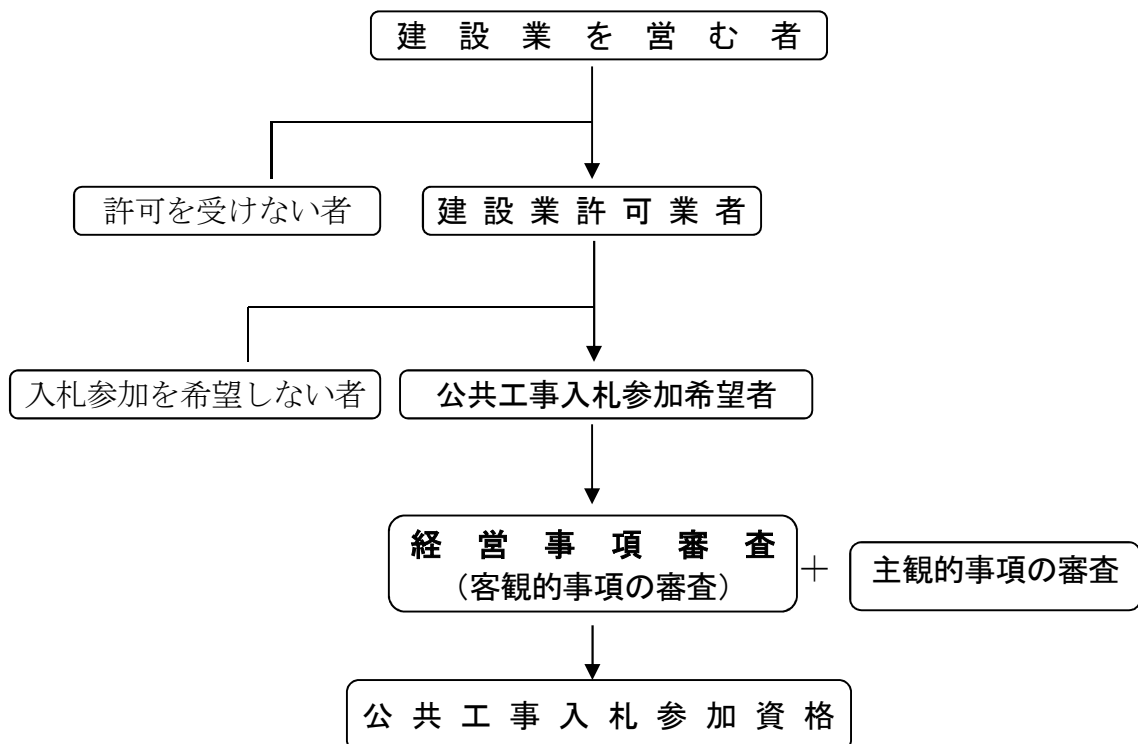 建設業を営む者
許可を受けない者
建設業許可業者
入札参加を希望しない者
公共工事入札参加希望者
経営事項審査
（客観的事項の審査）
＋
主観的事項の審査
公共工事入札参加資格